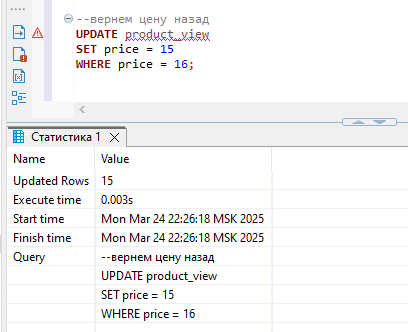 --вернем цену назад
UPDATE product_view
SET price = 15
WHERE price = 16;
Статистика 1
Name Value
Updated Rows 15
Execute time 0.003s
Start time Mon Mar 24 22:26:18 MSK 2025
Finish time Mon Mar 24 22:26:18 MSK 2025
Query --вернем цену назад
UPDATE product_view
SET price = 15
WHERE price = 16